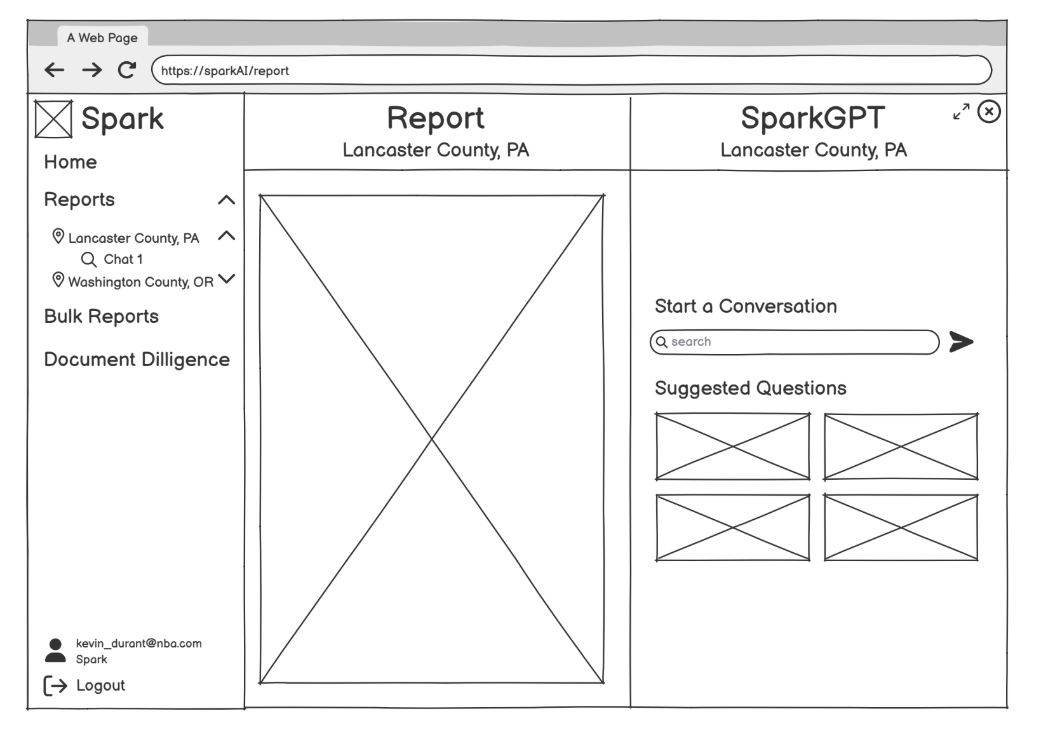 A Web Page
https://sparkAI/report
Spark
Home
Reports
Lancaster County, PA
Chat 1
Washington County, OR
Bulk Reports
Document Dilligence
kevin_durant@nba.com
Spark
Logout
Report
Lancaster County, PA
SparkGPT
Lancaster County, PA
Start a Conversation
search
Suggested Questions